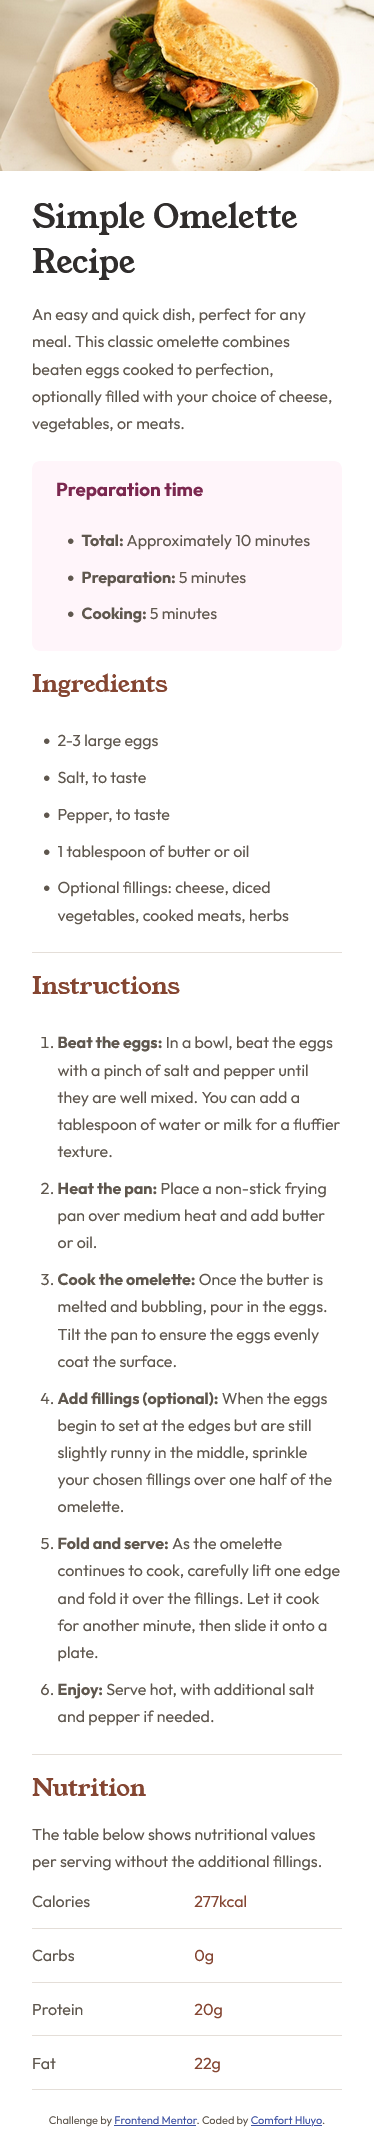 Simple Omelette
Recipe
An easy and quick dish, perfect for any
meal. This classic omelette combines
beaten eggs cooked to perfection,
optionally filled with your choice of cheese,
vegetables, or meats.
Preparation time
• Total: Approximately 10 minutes
• Preparation: 5 minutes
• Cooking: 5 minutes
Ingredients
• 2-3 large eggs
• Salt, to taste
• Pepper, to taste
• 1 tablespoon of butter or oil
• Optional fillings: cheese, diced
vegetables, cooked meats, herbs
Instructions
1. Beat the eggs: In a bowl, beat the eggs
with a pinch of salt and pepper until
they are well mixed. You can add a
tablespoon of water or milk for a fluffier
texture.
2. Heat the pan: Place a non-stick frying
pan over medium heat and add butter
or oil.
3. Cook the omelette: Once the butter is
melted and bubbling, pour in the eggs.
Tilt the pan to ensure the eggs evenly
coat the surface.
4. Add fillings (optional): When the eggs
begin to set at the edges but are still
slightly runny in the middle, sprinkle
your chosen fillings over one half of the
omelette.
5. Fold and serve: As the omelette
continues to cook, carefully lift one edge
and fold it over the fillings. Let it cook
for another minute, then slide it onto a
plate.
6. Enjoy: Serve hot, with additional salt
and pepper if needed.
Nutrition
The table below shows nutritional values
per serving without the additional fillings.
Calories 277kcal
Carbs 0g
Protein 20g
Fat 22g
Challenge by Frontend Mentor. Coded by Comfort Hluyo.